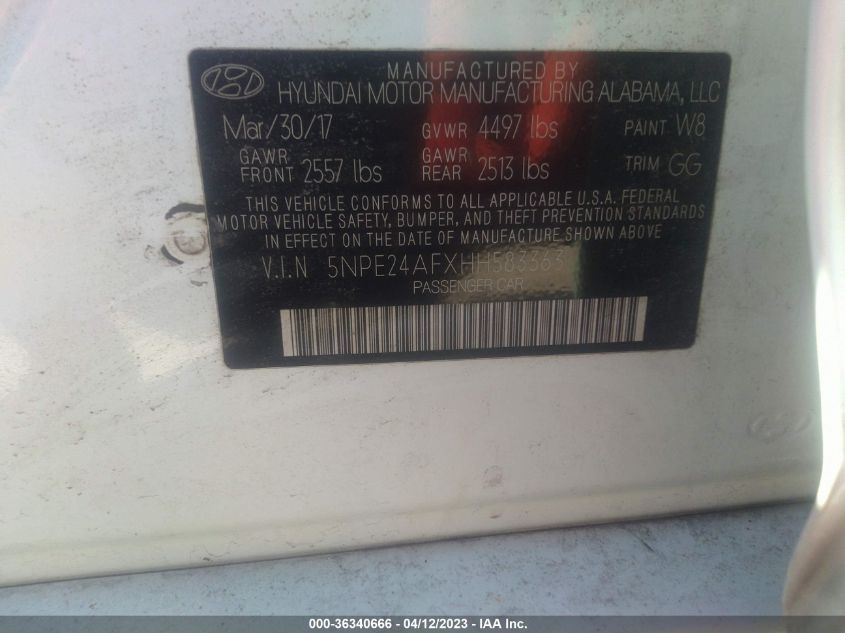 MANUFACTURED BY
HYUNDAI MOTOR MANUFACTURING ALABAMA, LLC
Mar/30/17 GVWR 4497 lbs PAINT W8
GAWR FRONT 2557 lbs GAWR REAR 2513 lbs TRIM GG
THIS VEHICLE CONFORMS TO ALL APPLICABLE U.S.A. FEDERAL
MOTOR VEHICLE SAFETY, BUMPER, AND THEFT PREVENTION STANDARDS
IN EFFECT ON THE DATE OF MANUFACTURE SHOWN ABOVE
V.I.N 5NPE24AFXHH583363
PASSENGER CAR
000-36340666 - 04/12/2023 - IAA Inc.